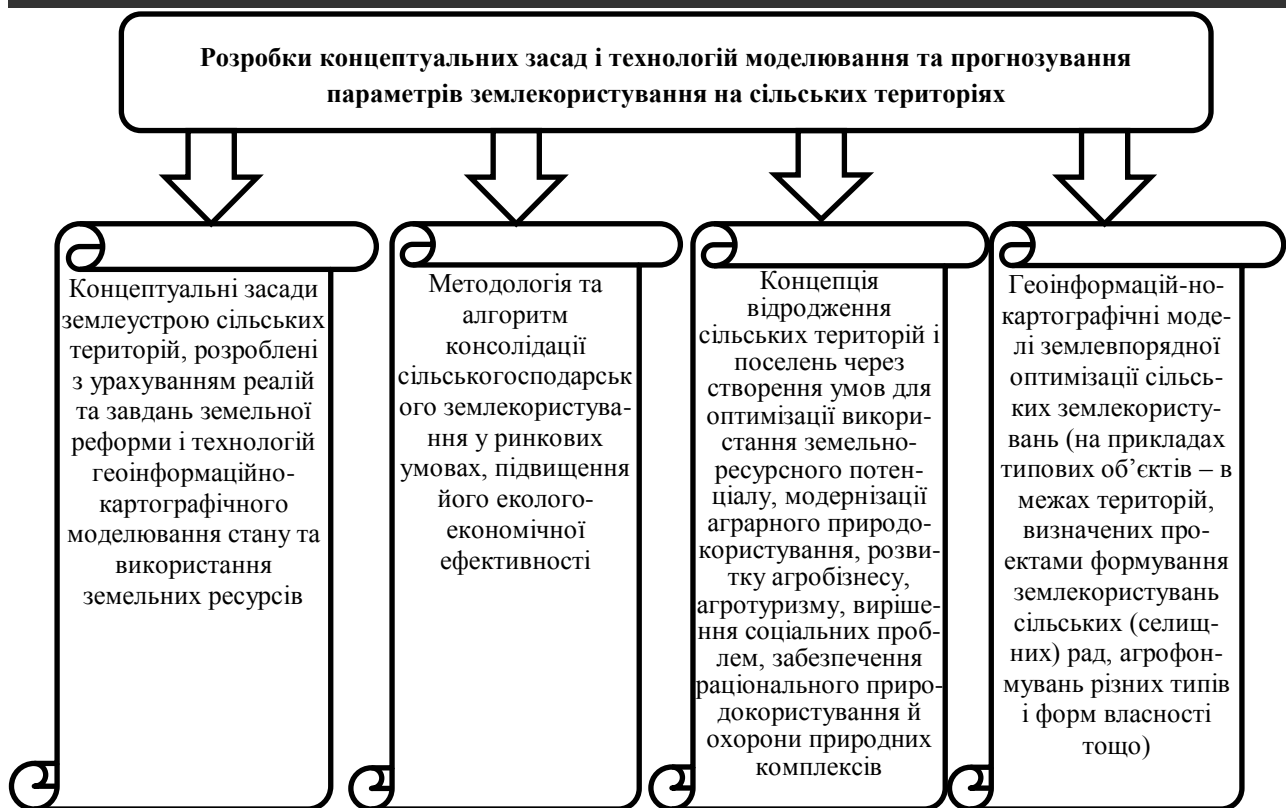 Розробки концептуальних засад і технологій моделювання та прогнозування
параметрів землекористування на сільських територіях
Концептуальні засади
землеустрою сільських
територій, розроблені
з урахуванням реалій
та завдань земельної
реформи і технологій
геоінформаційно-
картографічного
моделювання стану та
використання
земельних ресурсів
Методологія та
алгоритм
консолідації
сільськогосподарськ
ого землекористува-
ння у ринкових
умовах, підвищення
його еколого-
економічної
ефективності
Концепція
відродження
сільських територій і
поселень через
створення умов для
оптимізації викори-
стання земельно-
ресурсного потен-
ціалу, модернізації
аграрного природо-
користування, розви-
тку агробізнесу,
агротуризму, виріше-
ння соціальних проб-
лем, забезпечення
раціонального приро-
докористування й
охорони природних
комплексів
Геоінформацій-но-
картографічні моде-
лі землевпорядної
оптимізації сільсь-
ких землекористу-
вань (на прикладах
типових об’єктів – в
межах територій,
визначених про-
ектами формування
землекористувань
сільських (селищ-
них) рад, агрофон-
мувань різних типів
і форм власності
тощо)